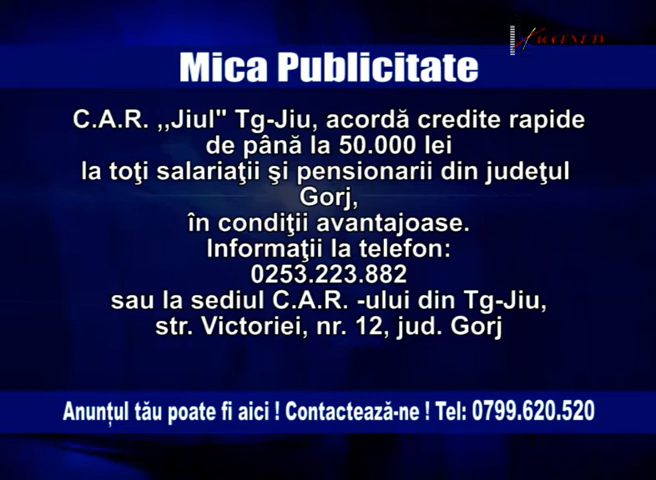 Mica Publicitate
C.A.R. ,,Jiul" Tg-Jiu, acordă credite rapide
de până la 50.000 lei
la toţi salariaţii şi pensionarii din judeţul
Gorj,
în condiţii avantajoase.
Informaţii la telefon:
0253.223.882
sau la sediul C.A.R. -ului din Tg-Jiu,
str. Victoriei, nr. 12, jud. Gorj
Anunțul tău poate fi aici ! Contactează-ne ! Tel: 0799.620.520